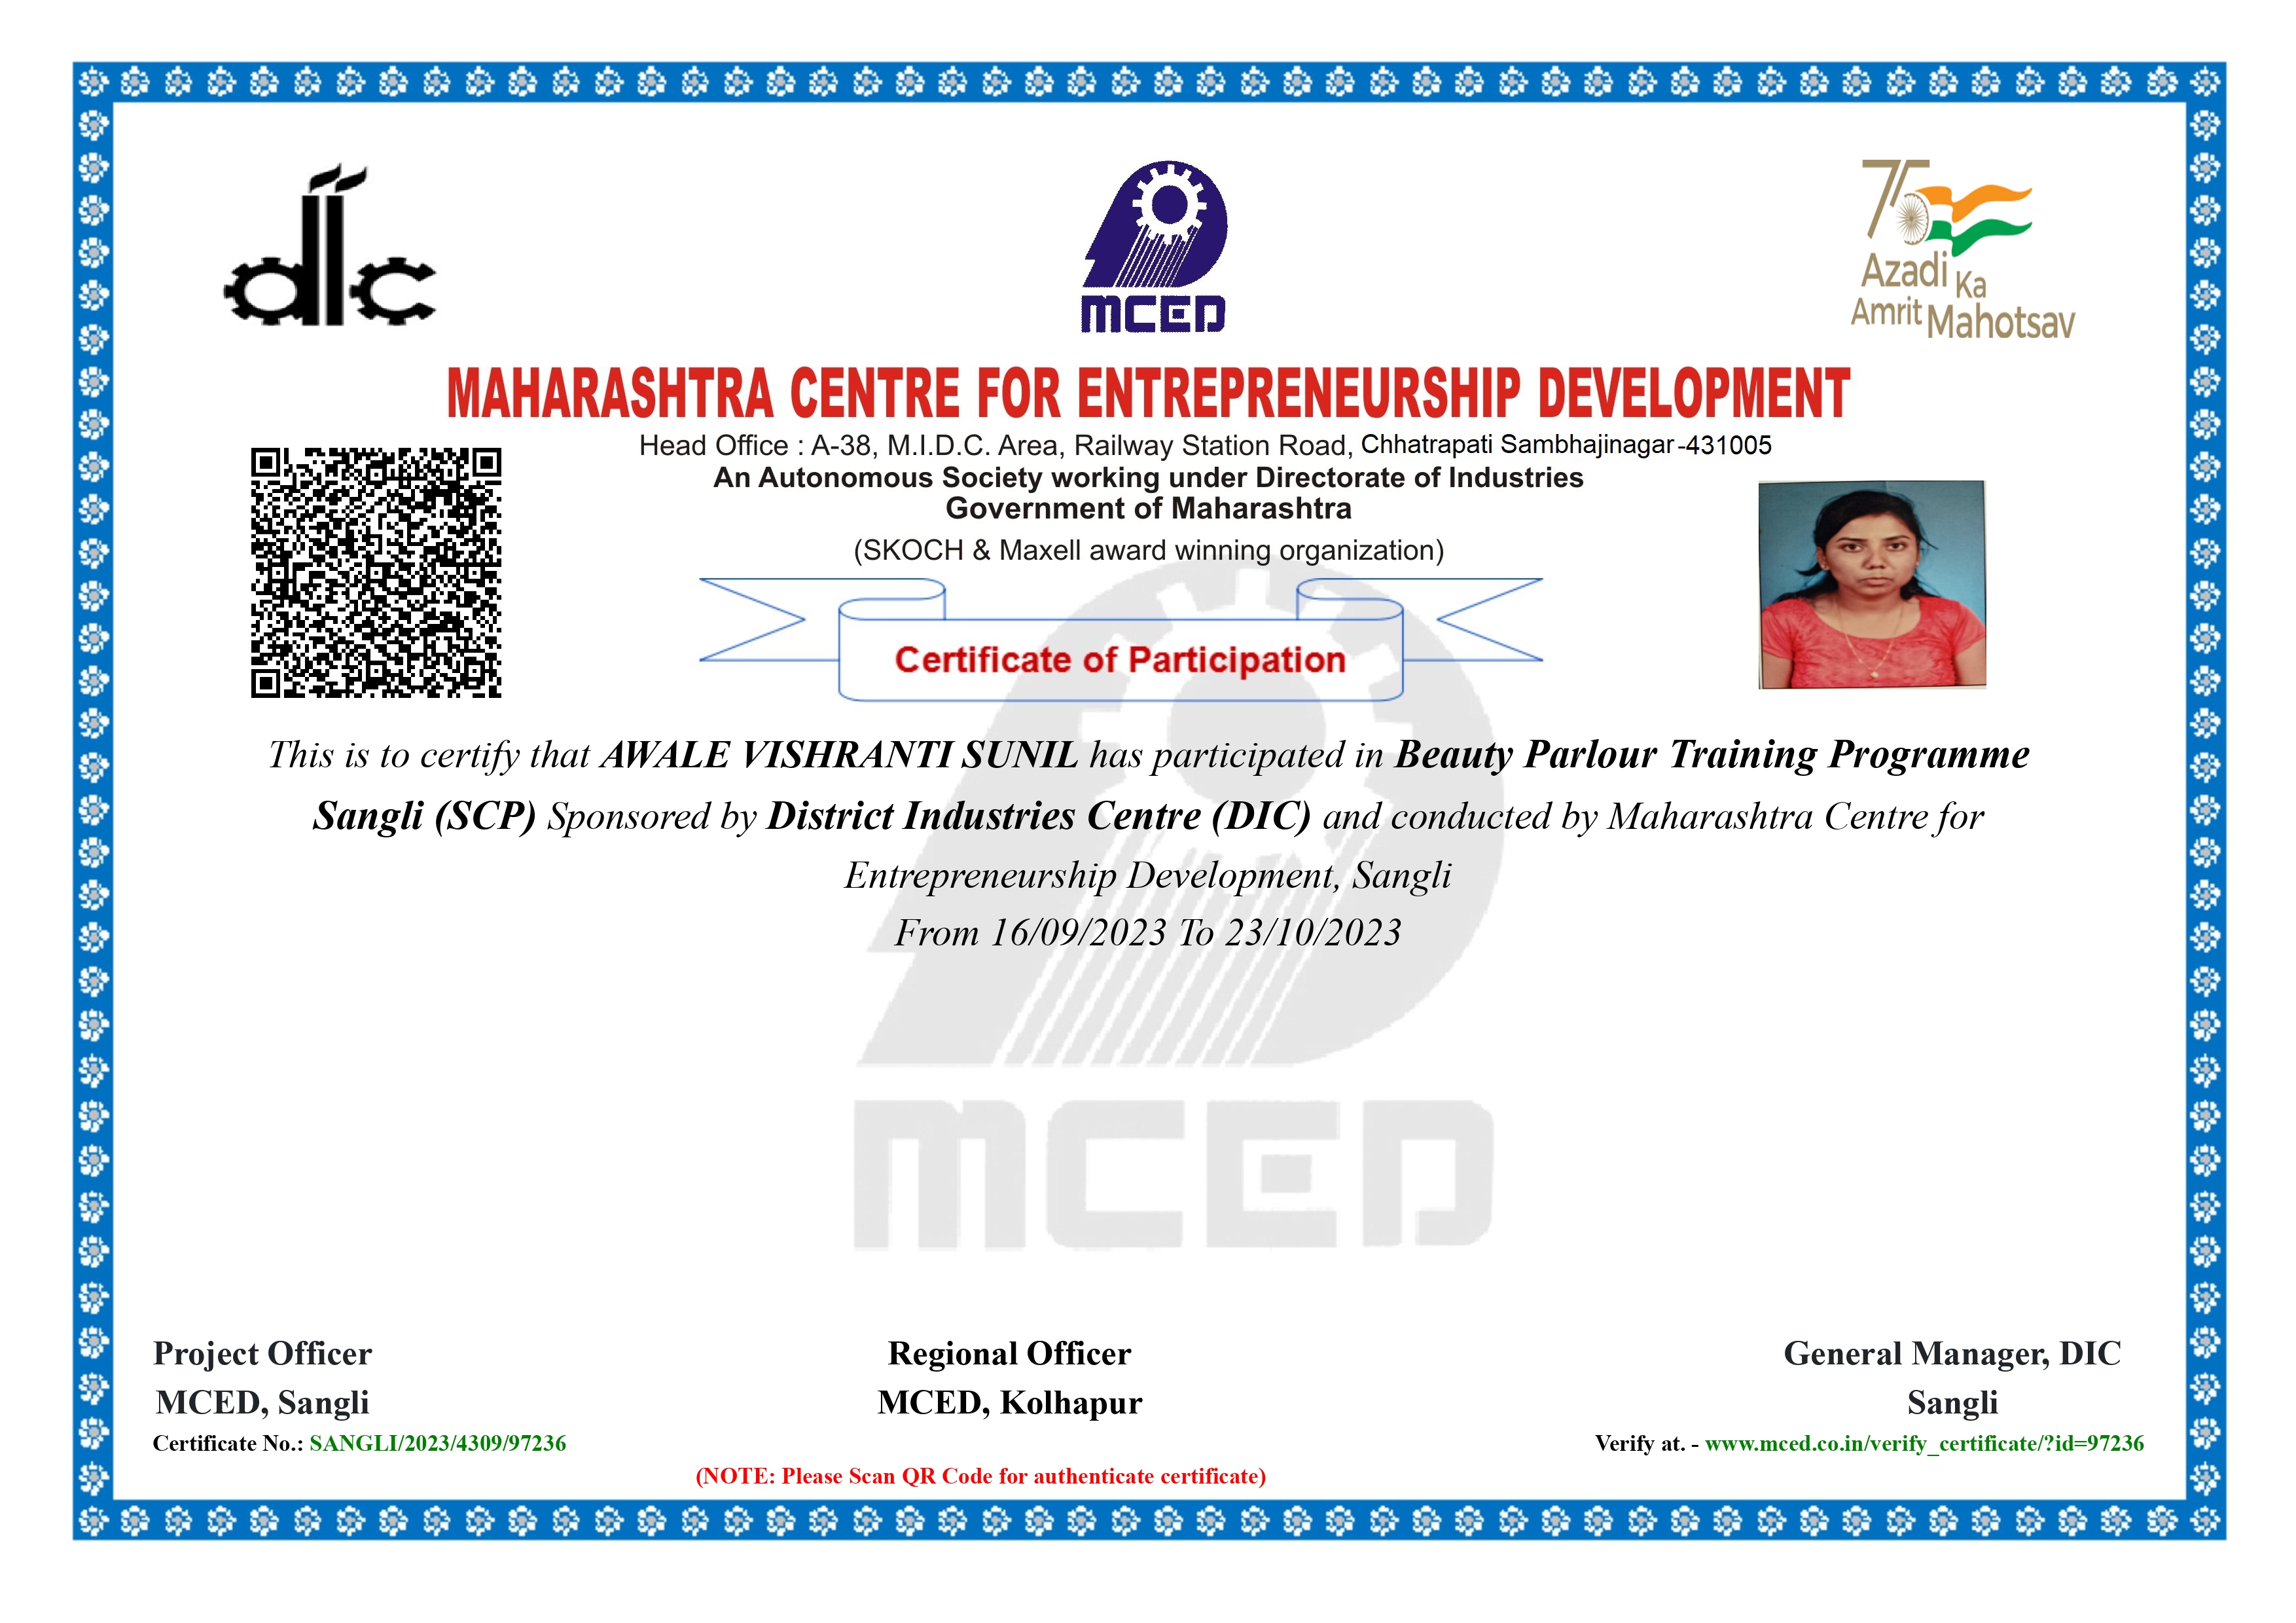 dic
MCED
75
Azadi Ka
Amrit Mahotsav
MAHARASHTRA CENTRE FOR ENTREPRENEURSHIP DEVELOPMENT
Head Office : A-38, M.I.D.C. Area, Railway Station Road, Chhatrapati Sambhajinagar-431005
An Autonomous Society working under Directorate of Industries
Government of Maharashtra
(SKOCH & Maxell award winning organization)
Certificate of Participation
This is to certify that AWALE VISHRANTI SUNIL has participated in Beauty Parlour Training Programme
Sangli (SCP) Sponsored by District Industries Centre (DIC) and conducted by Maharashtra Centre for
Entrepreneurship Development, Sangli
From 16/09/2023 To 23/10/2023
MCED
Project Officer
MCED, Sangli
Regional Officer
MCED, Kolhapur
General Manager, DIC
Sangli
Certificate No.: SANGLI/2023/4309/97236
Verify at. - www.mced.co.in/verify_certificate/?id=97236
(NOTE: Please Scan QR Code for authenticate certificate)